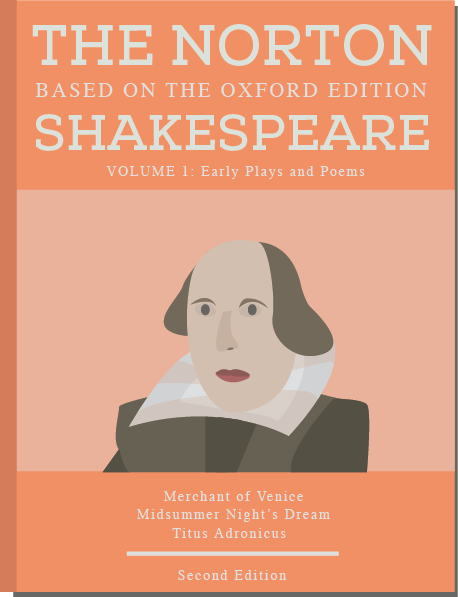 THE NORTON
BASED ON THE OXFORD EDITION
SHAKESPEARE
VOLUME 1: Early Plays and Poems
Merchant of Venice
Midsummer Night's Dream
Titus Adronicus
Second Edition